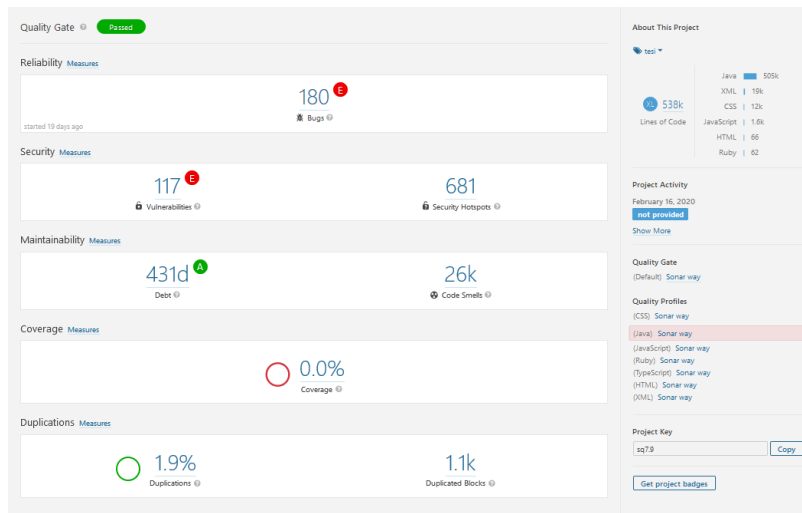 Quality Gate ? Passed
Reliability Measures
180 E
Bugs ?
started 19 days ago
Security Measures
117 E
Vulnerabilities ?
681
Security Hotspots ?
Maintainability Measures
431d A
Debt ?
26k
Code Smells ?
Coverage Measures
0.0%
Coverage ?
Duplications Measures
1.9%
Duplications ?
1.1k
Duplicated Blocks ?
About This Project
tesi
XL 538k
Lines of Code
Java 505k
XML 19k
CSS 12k
JavaScript 1.6k
HTML 66
Ruby 62
Project Activity
February 16, 2020
not provided
Show More
Quality Gate
(Default) Sonar way
Quality Profiles
(CSS) Sonar way
(Java) Sonar way
(JavaScript) Sonar way
(Ruby) Sonar way
(TypeScript) Sonar way
(HTML) Sonar way
(XML) Sonar way
Project Key
sq7.9 Copy
Get project badges